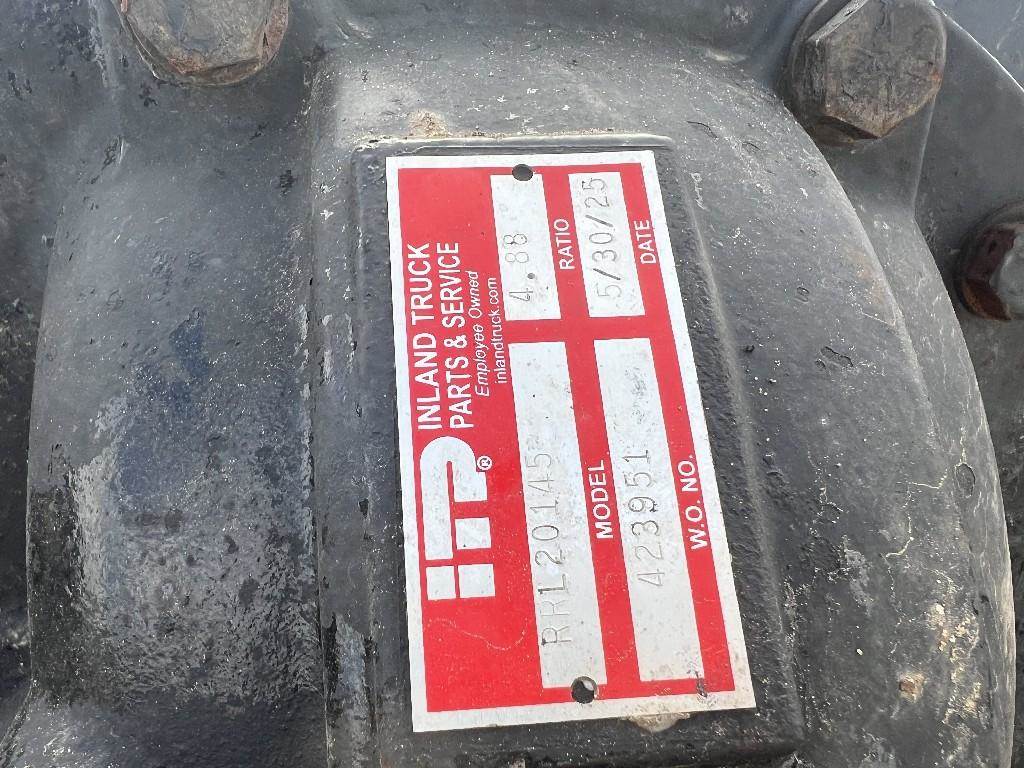 iTP®
INLAND TRUCK
PARTS & SERVICE
Employee Owned
inlandtruck.com
RRL20145 4.88
MODEL RATIO
423951 5/30/25
W.O. NO. DATE